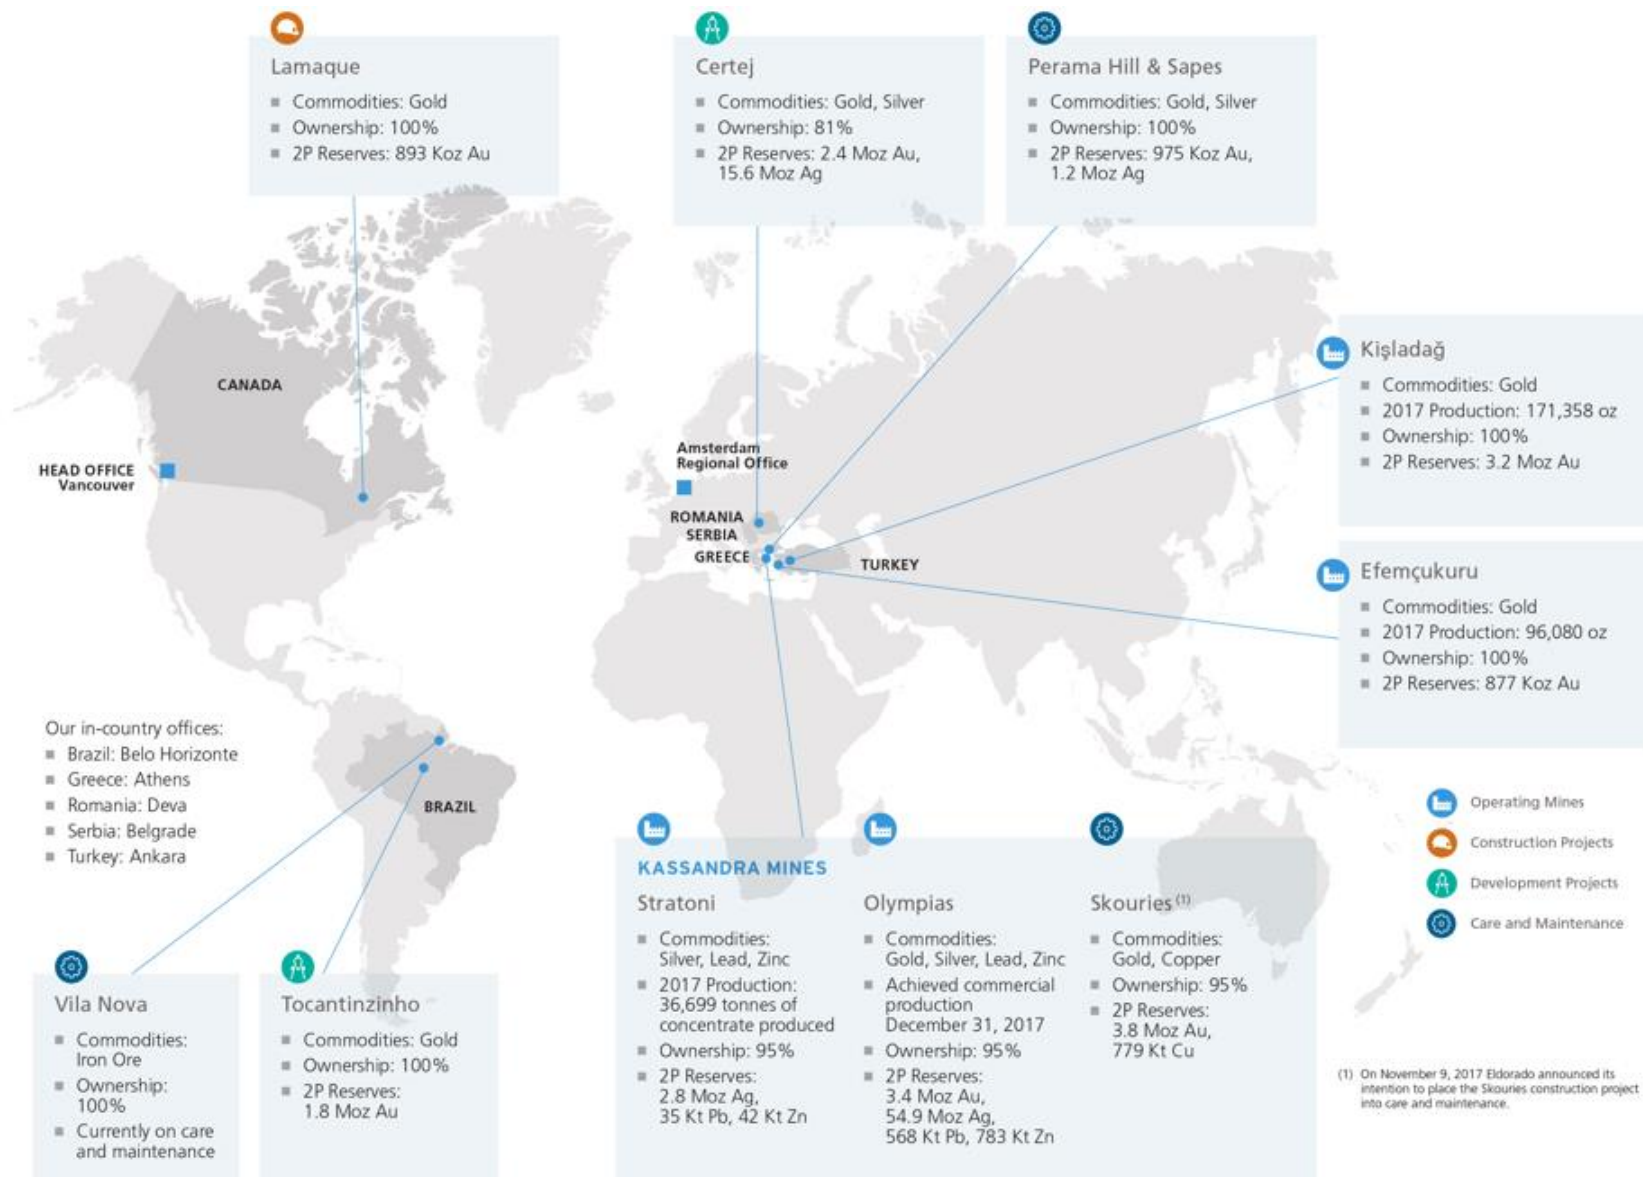 Lamaque
■ Commodities: Gold
■ Ownership: 100%
■ 2P Reserves: 893 Koz Au
Certej
■ Commodities: Gold, Silver
■ Ownership: 81%
■ 2P Reserves: 2.4 Moz Au,
15.6 Moz Ag
Perama Hill & Sapes
■ Commodities: Gold, Silver
■ Ownership: 100%
■ 2P Reserves: 975 Koz Au,
1.2 Moz Ag
Kişladağ
■ Commodities: Gold
■ 2017 Production: 171,358 oz
■ Ownership: 100%
■ 2P Reserves: 3.2 Moz Au
CANADA
HEAD OFFICE
Vancouver
Amsterdam
Regional Office
ROMANIA
SERBIA
GREECE
TURKEY
Efemçukuru
■ Commodities: Gold
■ 2017 Production: 96,080 oz
■ Ownership: 100%
■ 2P Reserves: 877 Koz Au
Our in-country offices:
■ Brazil: Belo Horizonte
■ Greece: Athens
■ Romania: Deva
■ Serbia: Belgrade
■ Turkey: Ankara
BRAZIL
Operating Mines
Construction Projects
Development Projects
Care and Maintenance
Vila Nova
■ Commodities:
Iron Ore
■ Ownership:
100%
■ Currently on care
and maintenance
Tocantinzinho
■ Commodities: Gold
■ Ownership: 100%
■ 2P Reserves:
1.8 Moz Au
KASSANDRA MINES
Stratoni
■ Commodities:
Silver, Lead, Zinc
■ 2017 Production:
36,699 tonnes of
concentrate produced
■ Ownership: 95%
■ 2P Reserves:
2.8 Moz Ag,
35 Kt Pb, 42 Kt Zn
Olympias
■ Commodities:
Gold, Silver, Lead, Zinc
■ Achieved commercial
production
December 31, 2017
■ Ownership: 95%
■ 2P Reserves:
3.4 Moz Au,
54.9 Moz Ag,
568 Kt Pb, 783 Kt Zn
Skouries (1)
■ Commodities:
Gold, Copper
■ Ownership: 95%
■ 2P Reserves:
3.8 Moz Au,
779 Kt Cu
(1) On November 9, 2017 Eldorado announced its
intention to place the Skouries construction project
into care and maintenance.